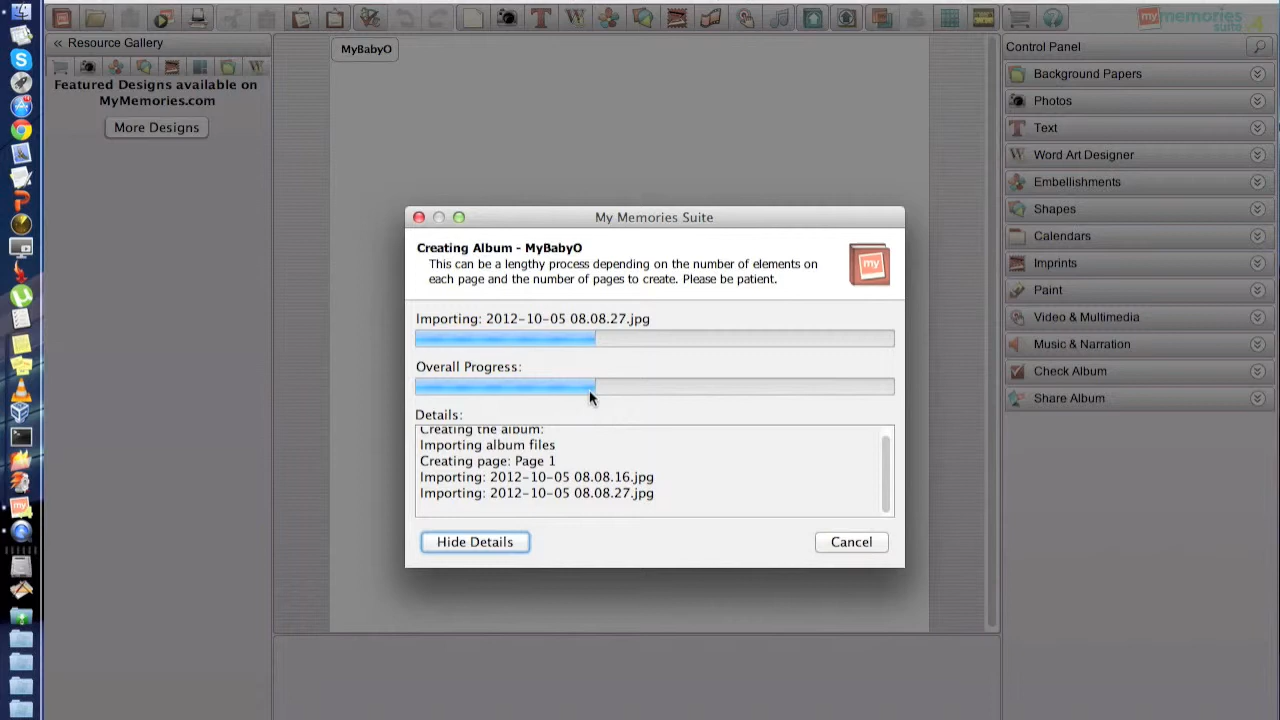 my memories
suite 4
« Resource Gallery
Featured Designs available on
MyMemories.com
More Designs
MyBabyO
My Memories Suite
Creating Album - MyBabyO
This can be a lengthy process depending on the number of elements on
each page and the number of pages to create. Please be patient.
my
Importing: 2012-10-05 08.08.27.jpg
Overall Progress:
Details:
Creating the album:
Importing album files
Creating page: Page 1
Importing: 2012-10-05 08.08.16.jpg
Importing: 2012-10-05 08.08.27.jpg
Hide Details
Cancel
Control Panel
Background Papers
Photos
Text
Word Art Designer
Embellishments
Shapes
Calendars
Imprints
Paint
Video & Multimedia
Music & Narration
Check Album
Share Album